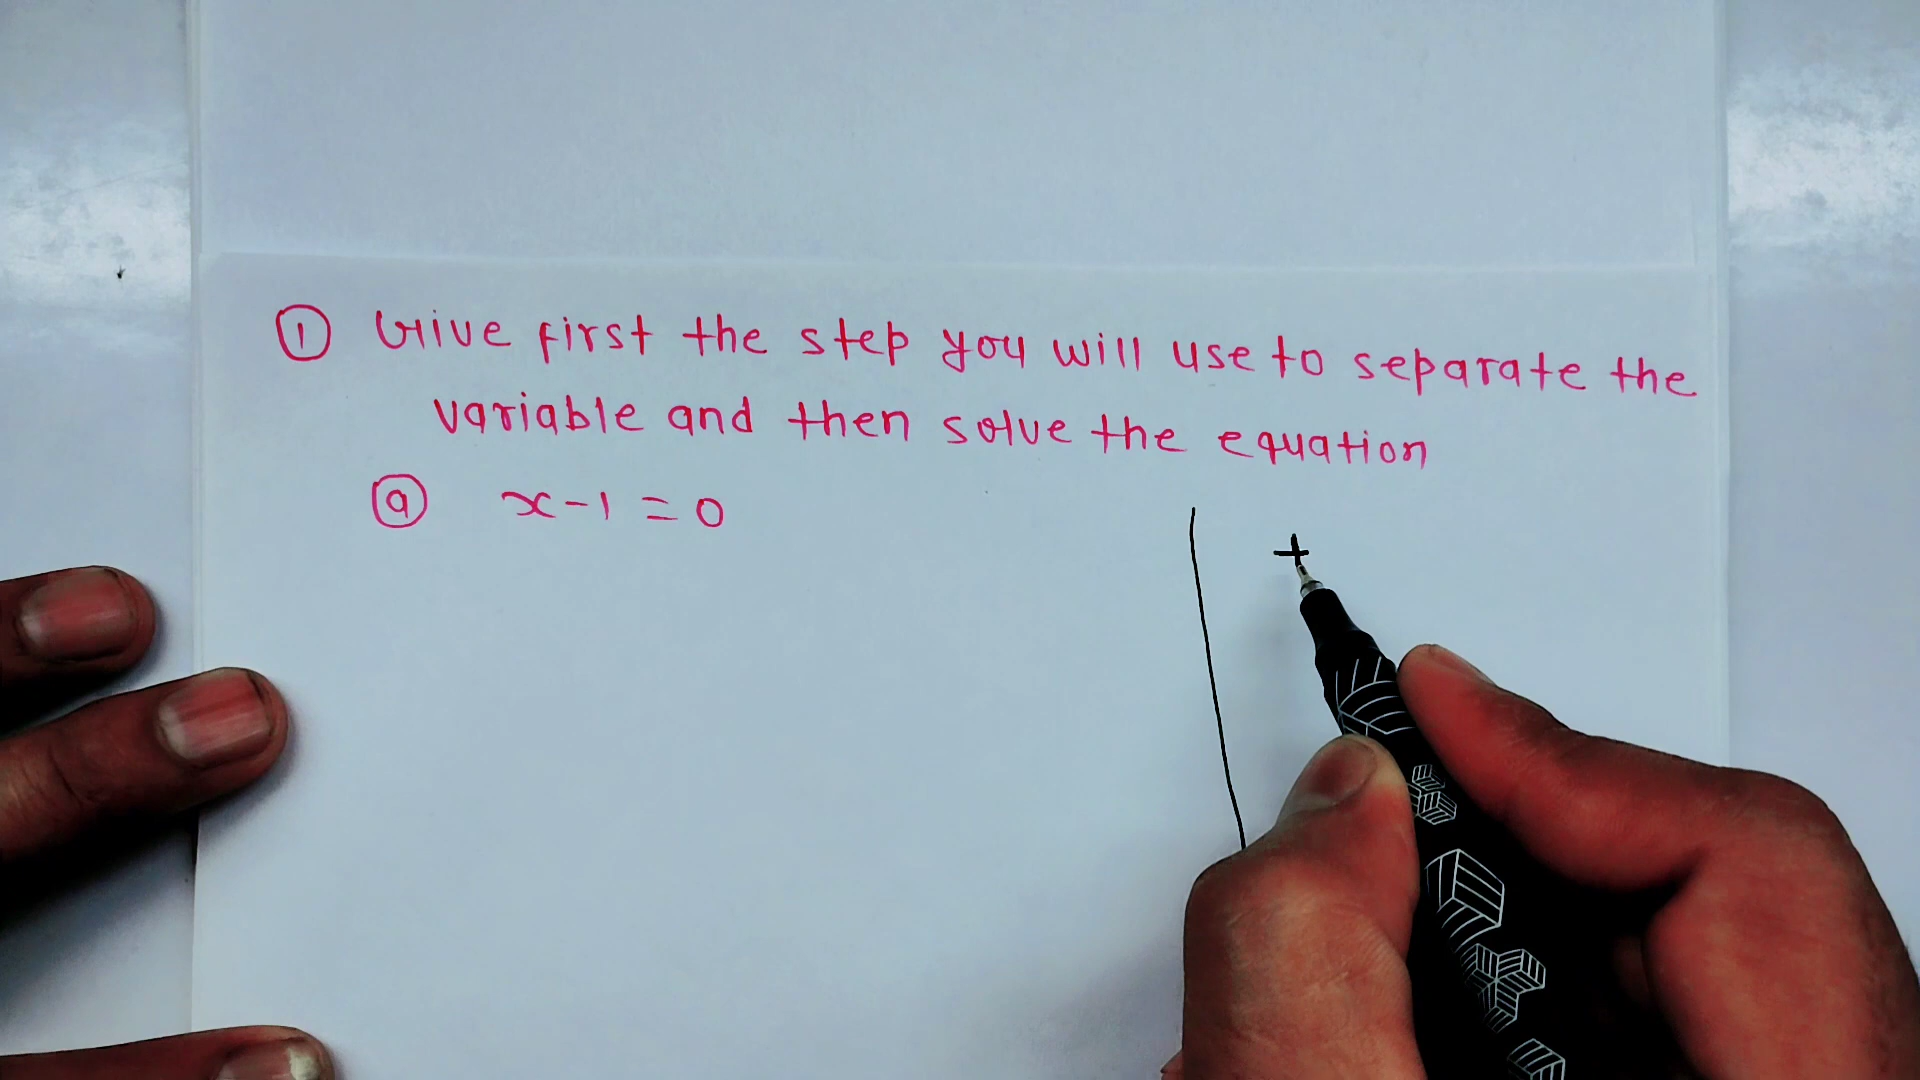 ① Give first the step you will use to separate the
variable and then solve the equation
ⓐ x - 1 = 0
+